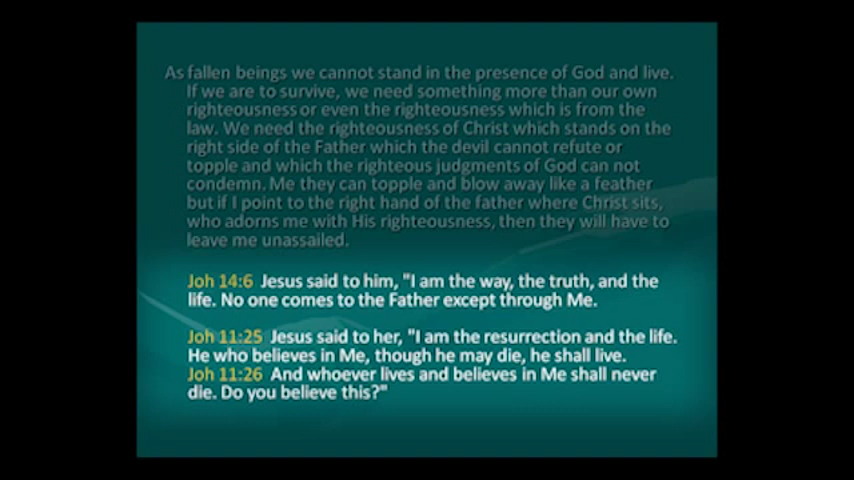 As fallen beings we cannot stand in the presence of God and live.
If we are to survive, we need something more than our own
righteousness or even the righteousness which is from the
law. We need the righteousness of Christ which stands on the
right side of the Father which the devil cannot refute or
topple and which the righteous judgments of God can not
condemn. Me they can topple and blow away like a feather
but if I point to the right hand of the father where Christ sits,
who adorns me with His righteousness, then they will have to
leave me unassailed.
Joh 14:6 Jesus said to him, "I am the way, the truth, and the
life. No one comes to the Father except through Me.
Joh 11:25 Jesus said to her, "I am the resurrection and the life.
He who believes in Me, though he may die, he shall live.
Joh 11:26 And whoever lives and believes in Me shall never
die. Do you believe this?"